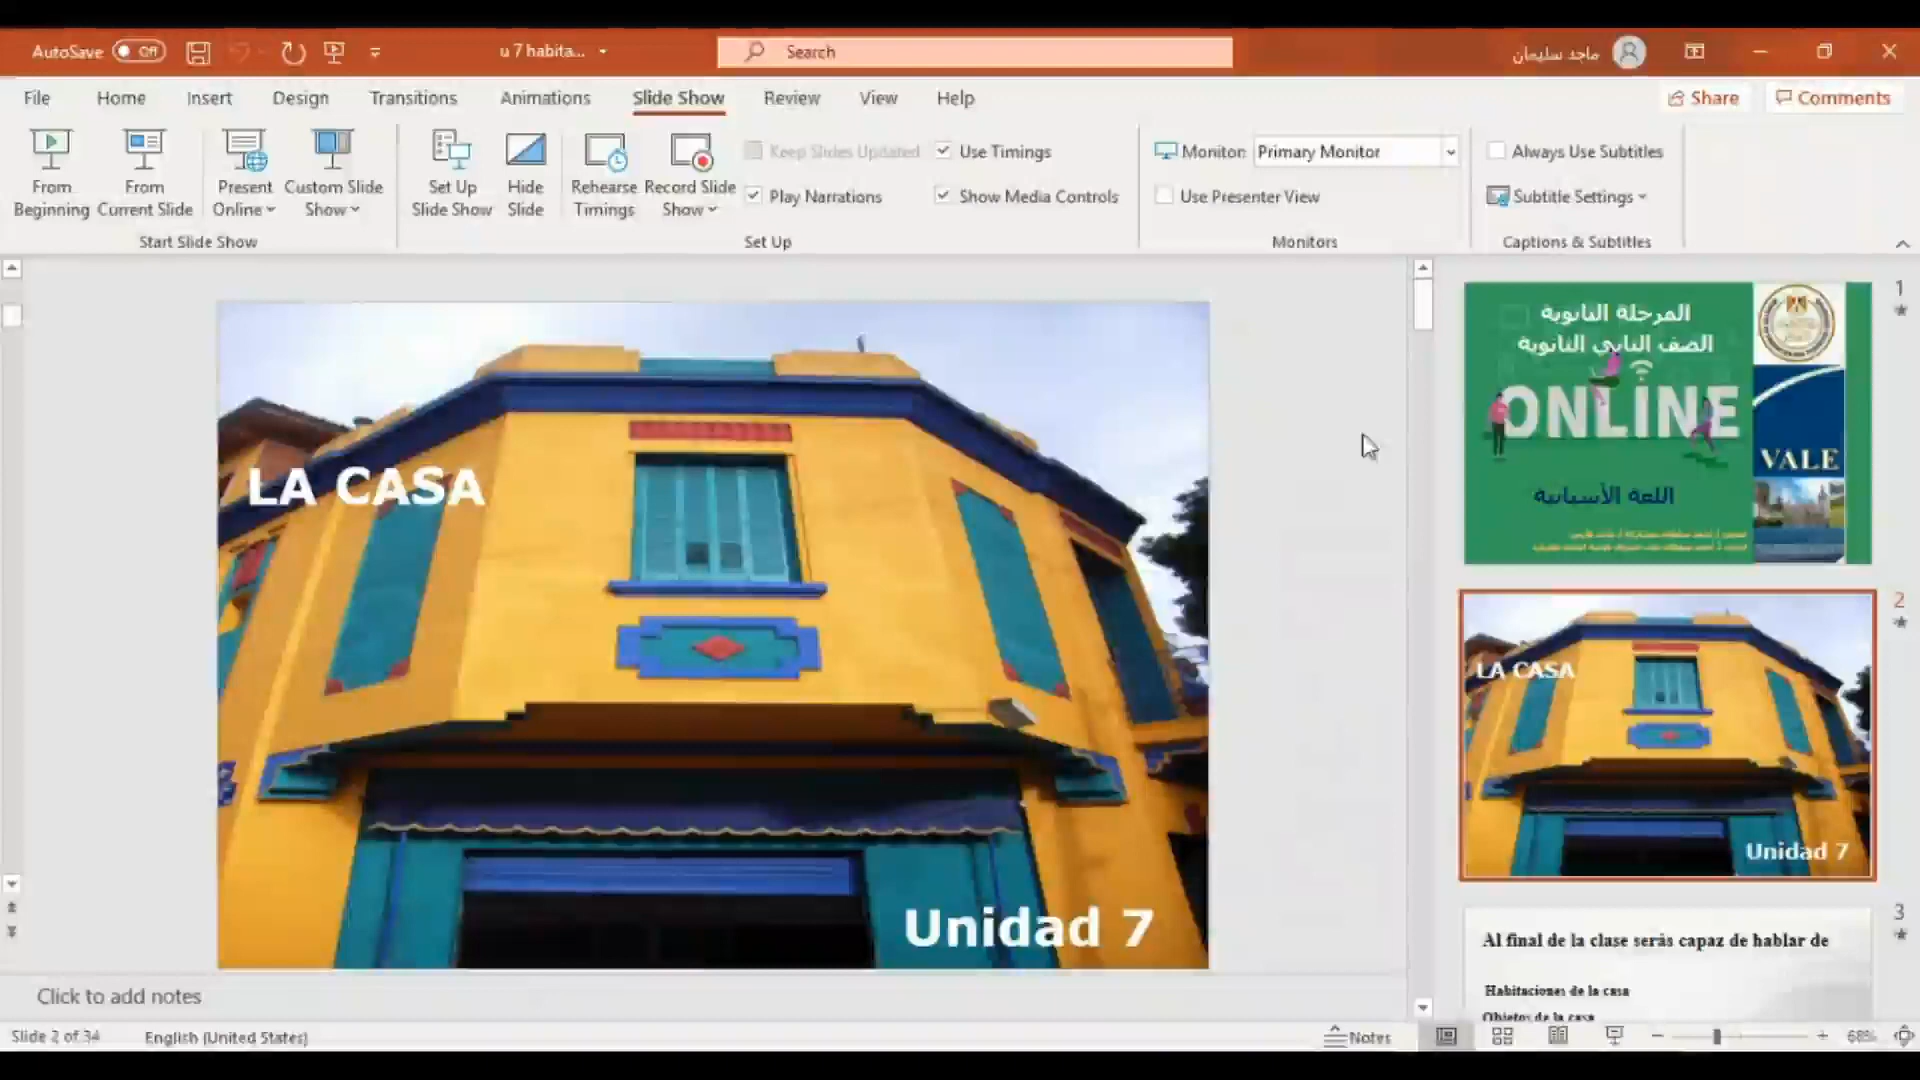 AutoSave Off
u 7 habita...
Search
ماجد سليمان
File Home Insert Design Transitions Animations Slide Show Review View Help
Share
Comments
From Beginning
From Current Slide
Present Online
Custom Slide Show
Start Slide Show
Set Up Slide Show
Hide Slide
Rehearse Timings
Record Slide Show
Keep Slides Updated
Play Narrations
Use Timings
Show Media Controls
Set Up
Monitor: Primary Monitor
Use Presenter View
Monitors
Always Use Subtitles
Subtitle Settings
Captions & Subtitles
LA CASA
Unidad 7
1
المرحلة الثانوية
الصف الثاني الثانوية
ONLINE
VALE
اللغة الأسبانية
2
LA CASA
Unidad 7
3
Al final de la clase serás capaz de hablar de
Habitaciones de la casa
Objetos de la casa
Click to add notes
Slide 2 of 34
English (United States)
Notes
68%